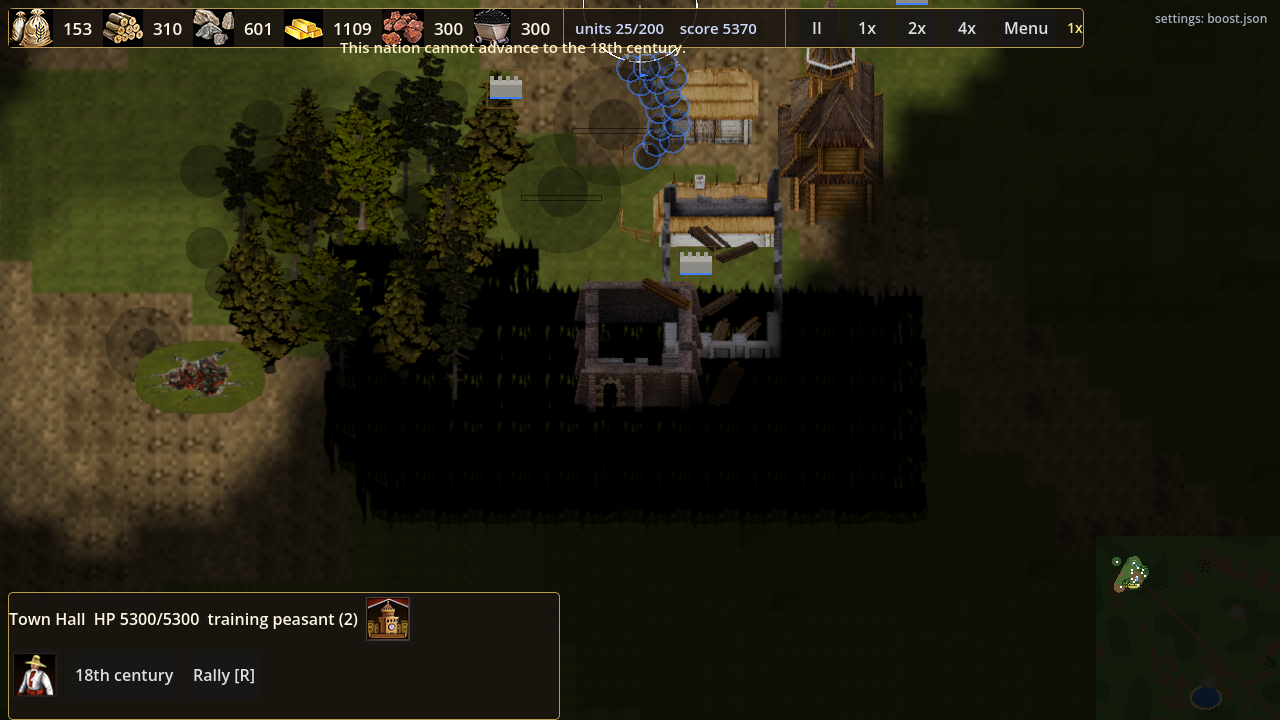 153 310 601 1109 300 300 units 25/200 score 5370 II 1x 2x 4x Menu 1x
settings: boost.json
This nation cannot advance to the 18th century.
Town Hall HP 5300/5300 training peasant (2)
18th century Rally [R]